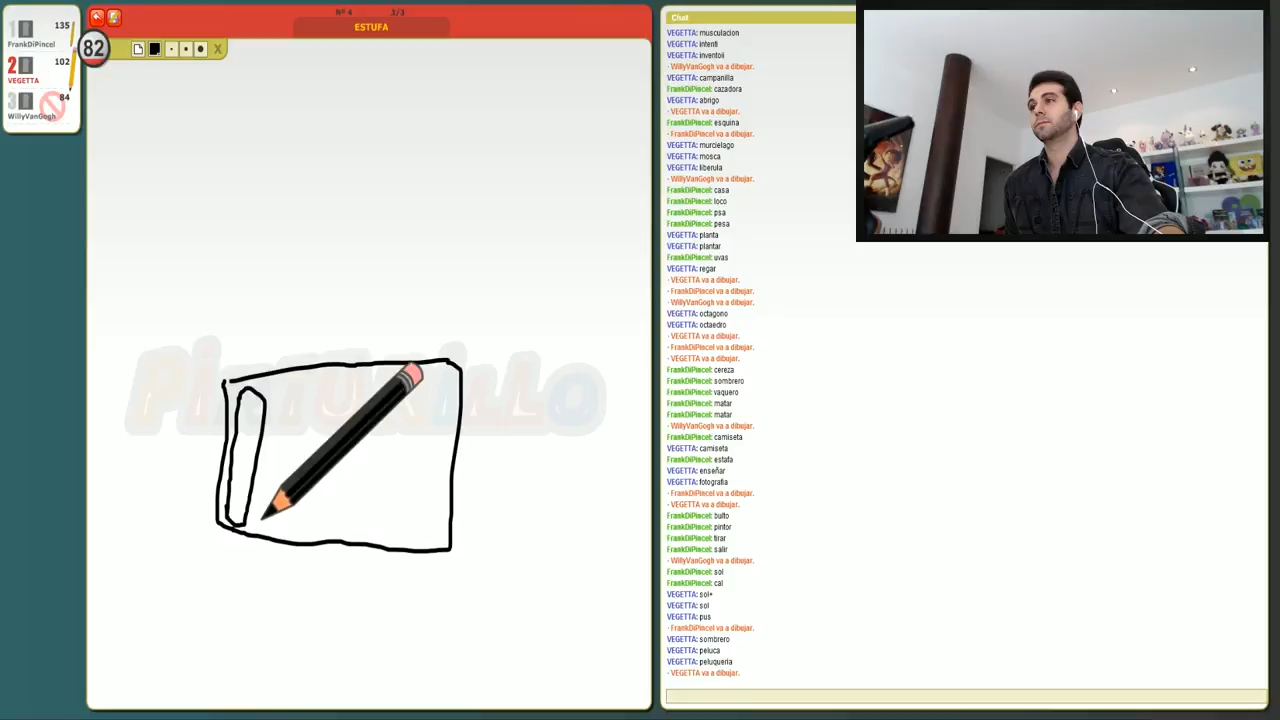 1
135
FrankDiPincel
2
102
VEGETTA
3
84
WillyVanGogh
82
Nº 4
3/3
ESTUFA
X
Chat
VEGETTA: musculacion
VEGETTA: intenti
VEGETTA: inventoii
· WillyVanGogh va a dibujar.
VEGETTA: campanilla
FrankDiPincel: cazadora
VEGETTA: abrigo
· VEGETTA va a dibujar.
FrankDiPincel: esquina
· FrankDiPincel va a dibujar.
VEGETTA: murcielago
VEGETTA: mosca
VEGETTA: liberula
· WillyVanGogh va a dibujar.
FrankDiPincel: casa
FrankDiPincel: loco
FrankDiPincel: psa
FrankDiPincel: pesa
VEGETTA: planta
VEGETTA: plantar
FrankDiPincel: uvas
VEGETTA: regar
· VEGETTA va a dibujar.
· FrankDiPincel va a dibujar.
· WillyVanGogh va a dibujar.
VEGETTA: octagono
VEGETTA: octaedro
· VEGETTA va a dibujar.
· FrankDiPincel va a dibujar.
· VEGETTA va a dibujar.
FrankDiPincel: cereza
FrankDiPincel: sombrero
FrankDiPincel: vaquero
FrankDiPincel: matar
FrankDiPincel: matar
· WillyVanGogh va a dibujar.
FrankDiPincel: camiseta
VEGETTA: camiseta
FrankDiPincel: estafa
VEGETTA: enseñar
VEGETTA: fotografia
· FrankDiPincel va a dibujar.
· VEGETTA va a dibujar.
FrankDiPincel: bulto
FrankDiPincel: pintor
FrankDiPincel: tirar
FrankDiPincel: salir
· WillyVanGogh va a dibujar.
FrankDiPincel: sol
FrankDiPincel: cal
VEGETTA: sol+
VEGETTA: sol
VEGETTA: pus
· FrankDiPincel va a dibujar.
VEGETTA: sombrero
VEGETTA: peluca
VEGETTA: peluqueria
· VEGETTA va a dibujar.